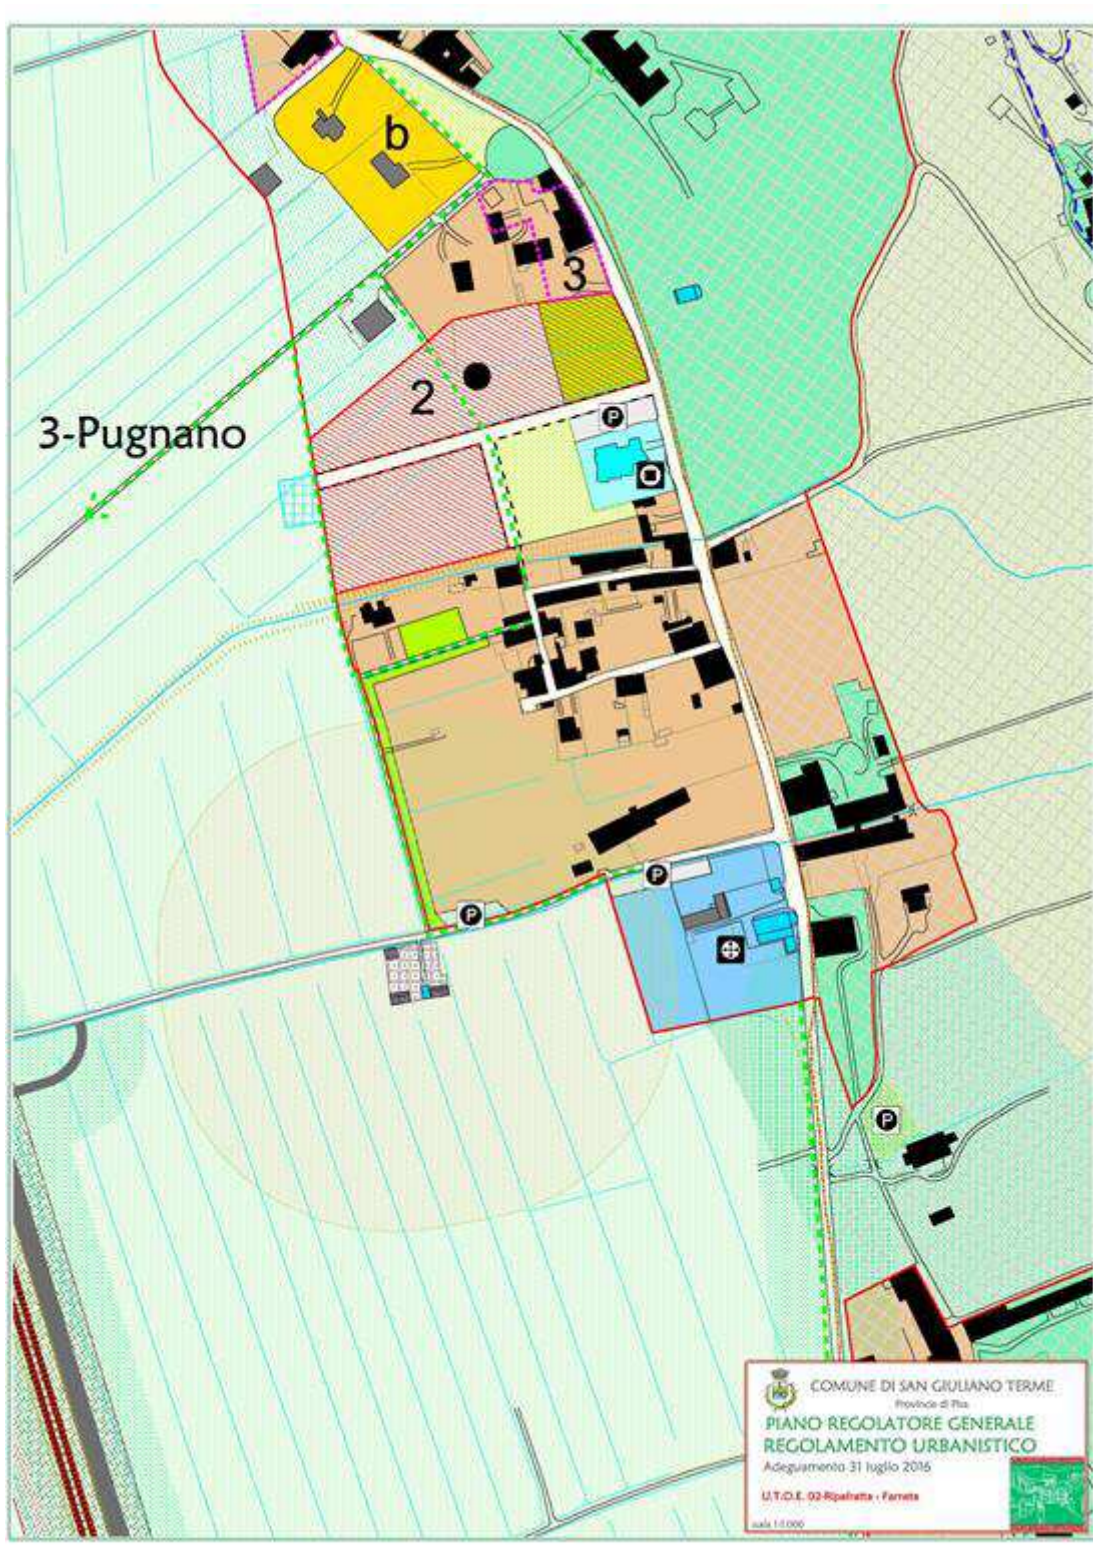 b
3
2
3-Pugnano
P
P
P
P
COMUNE DI SAN GIULIANO TERME
Provincia di Pisa
PIANO REGOLATORE GENERALE
REGOLAMENTO URBANISTICO
Adeguamento 31 luglio 2016
U.T.O.E. 02-Ripafratta - Farneta